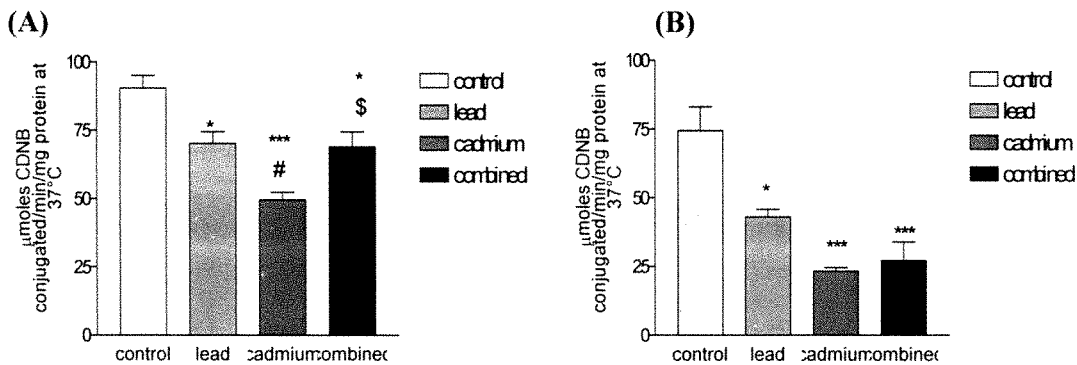 (A)
μmoles CDNB
conjugated/min/mg protein at
37°C
100
75
50
25
0
*
***
#
*
$
control
lead
cadmium
combined
control
lead
cadmium
combined
(B)
μmoles CDNB
conjugated/min/mg protein at
37°C
100
75
50
25
0
*
***
***
control
lead
cadmium
combined
control
lead
cadmium
combined